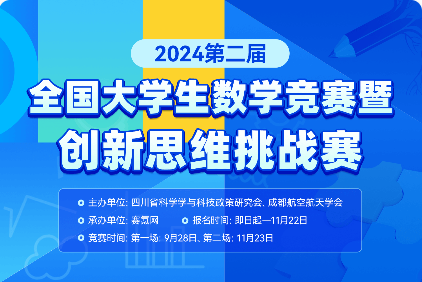 2024第二届
全国大学生数学竞赛暨
创新思维挑战赛
主办单位: 四川省科学学与科技政策研究会、成都航空航天学会
承办单位: 赛氪网 报名时间: 即日起—11月22日
竞赛时间: 第一场: 9月28日、第二场: 11月23日